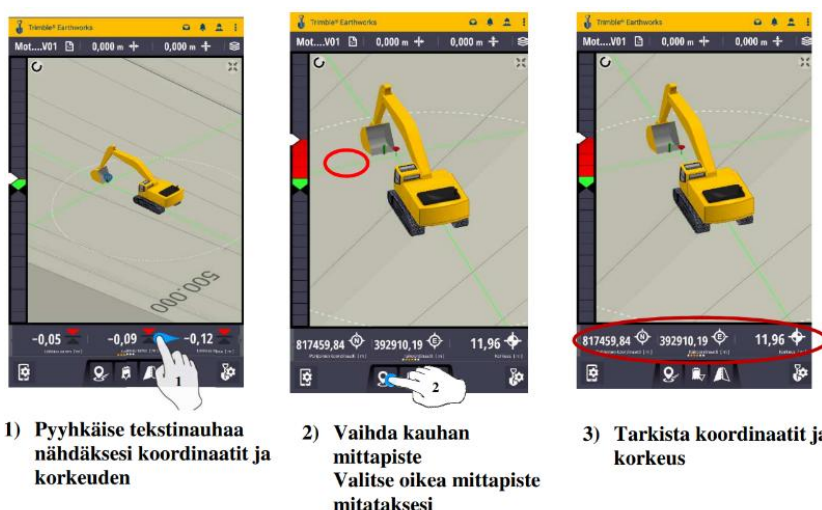 Trimble® Earthworks
Mot....V01 0,000 m 0,000 m
500.000
-0,05 -0,09 -0,12
1
Trimble® Earthworks
Mot....V01 0,000 m 0,000 m
817459,84 N 392910,19 E 11,96
2
Trimble® Earthworks
Mot....V01 0,000 m 0,000 m
817459,84 N 392910,19 E 11,96
1) Pyyhkäise tekstinauhaa
nähdäksesi koordinaatit ja
korkeuden
2) Vaihda kauhan
mittapiste
Valitse oikea mittapiste
mitataksesi
3) Tarkista koordinaatit ja
korkeus